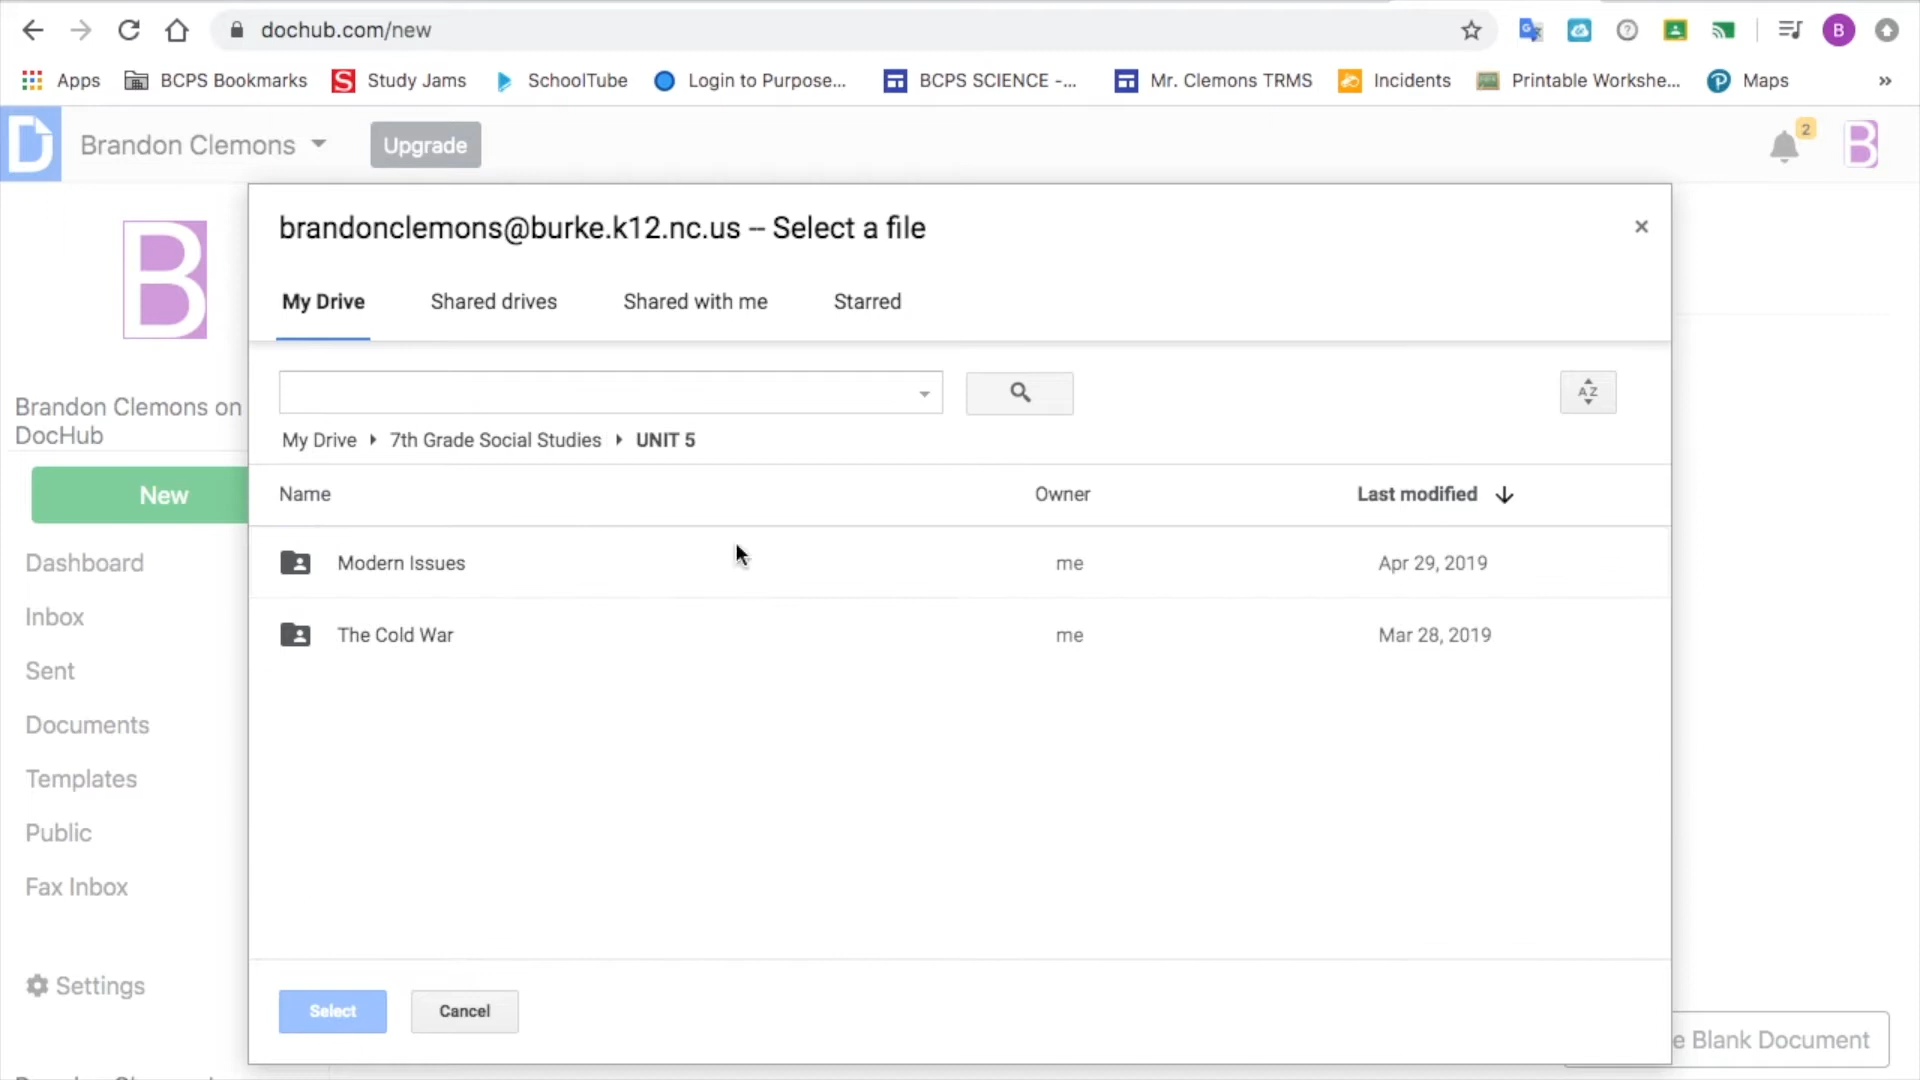 dochub.com/new
B
Apps BCPS Bookmarks Study Jams SchoolTube Login to Purpose... BCPS SCIENCE -... Mr. Clemons TRMS Incidents Printable Workshe... Maps »
D Brandon Clemons Upgrade 2 B
brandonclemons@burke.k12.nc.us -- Select a file
My Drive Shared drives Shared with me Starred
B
Brandon Clemons on
DocHub
AZ
My Drive 7th Grade Social Studies UNIT 5
New
Name Owner Last modified
Dashboard
Modern Issues me Apr 29, 2019
Inbox
The Cold War me Mar 28, 2019
Sent
Documents
Templates
Public
Fax Inbox
Settings
Select Cancel
e Blank Document